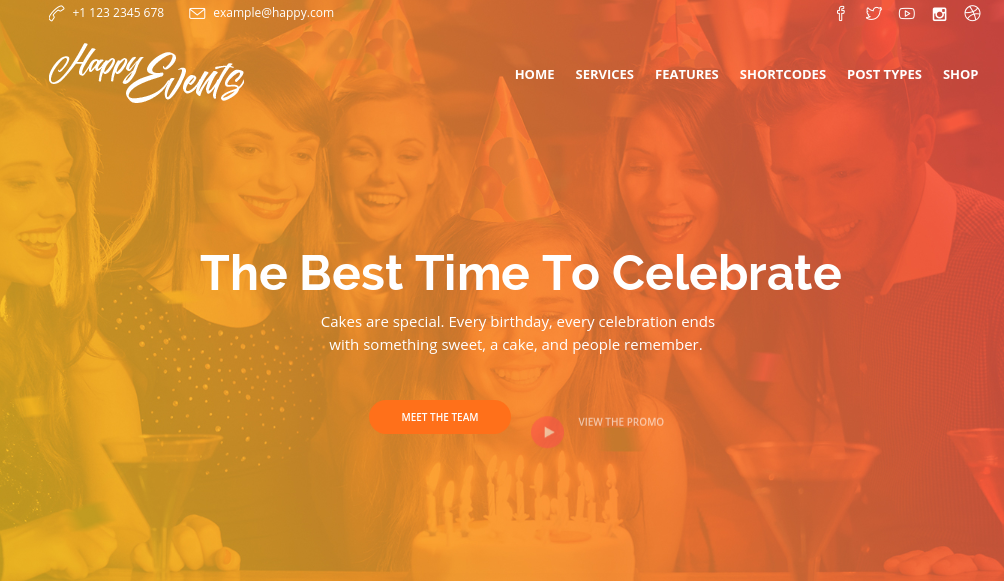 +1 123 2345 678
example@happy.com
Happy Events
HOME
SERVICES
FEATURES
SHORTCODES
POST TYPES
SHOP
The Best Time To Celebrate
Cakes are special. Every birthday, every celebration ends
with something sweet, a cake, and people remember.
MEET THE TEAM
VIEW THE PROMO